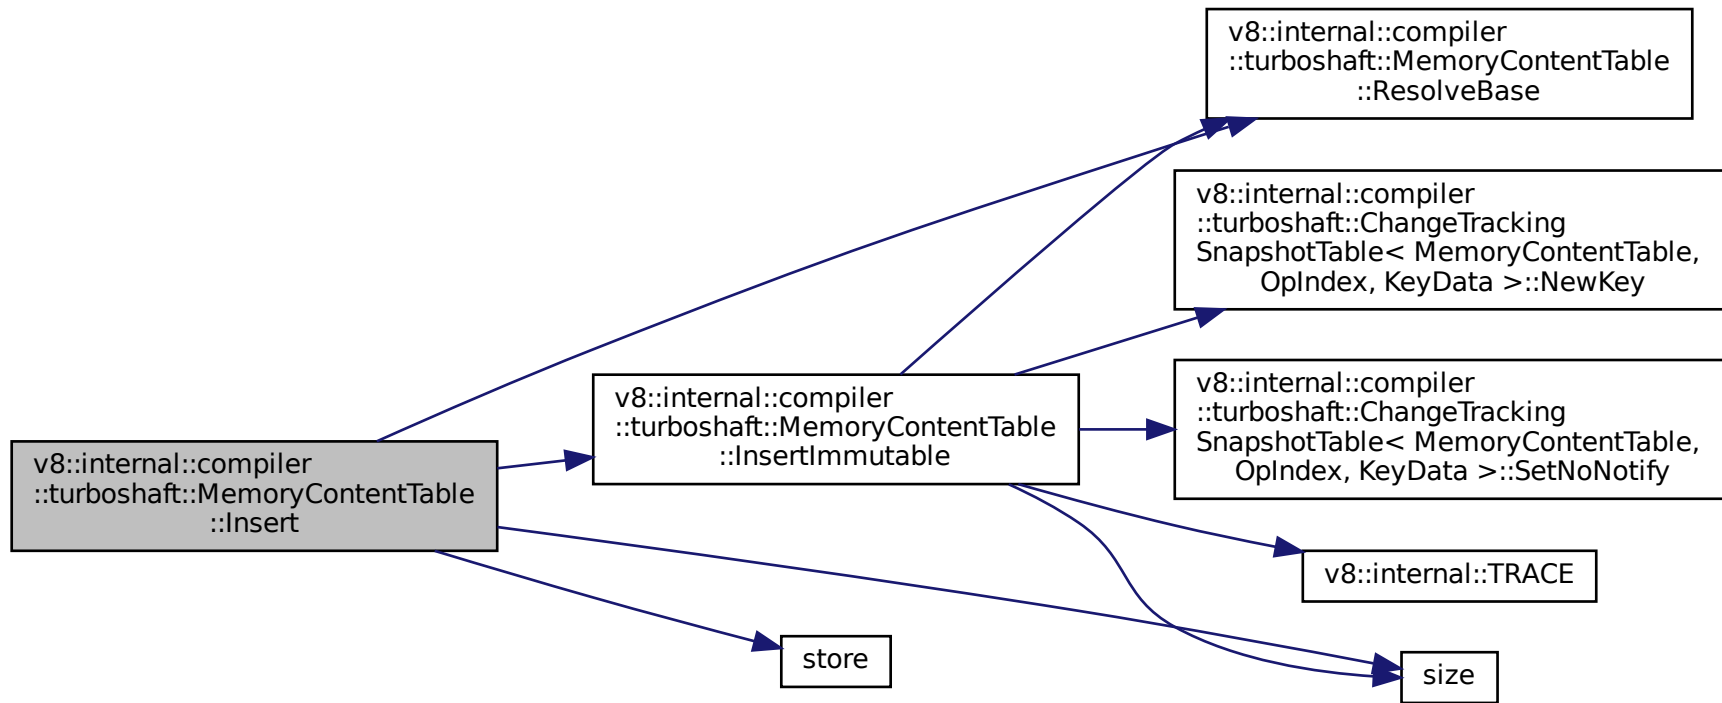 v8::internal::compiler
::turboshaft::MemoryContentTable
::ResolveBase
v8::internal::compiler
::turboshaft::ChangeTracking
SnapshotTable< MemoryContentTable,
OpIndex, KeyData >::NewKey
v8::internal::compiler
::turboshaft::ChangeTracking
SnapshotTable< MemoryContentTable,
OpIndex, KeyData >::SetNoNotify
v8::internal::compiler
::turboshaft::MemoryContentTable
::InsertImmutable
v8::internal::compiler
::turboshaft::MemoryContentTable
::Insert
v8::internal::TRACE
store
size